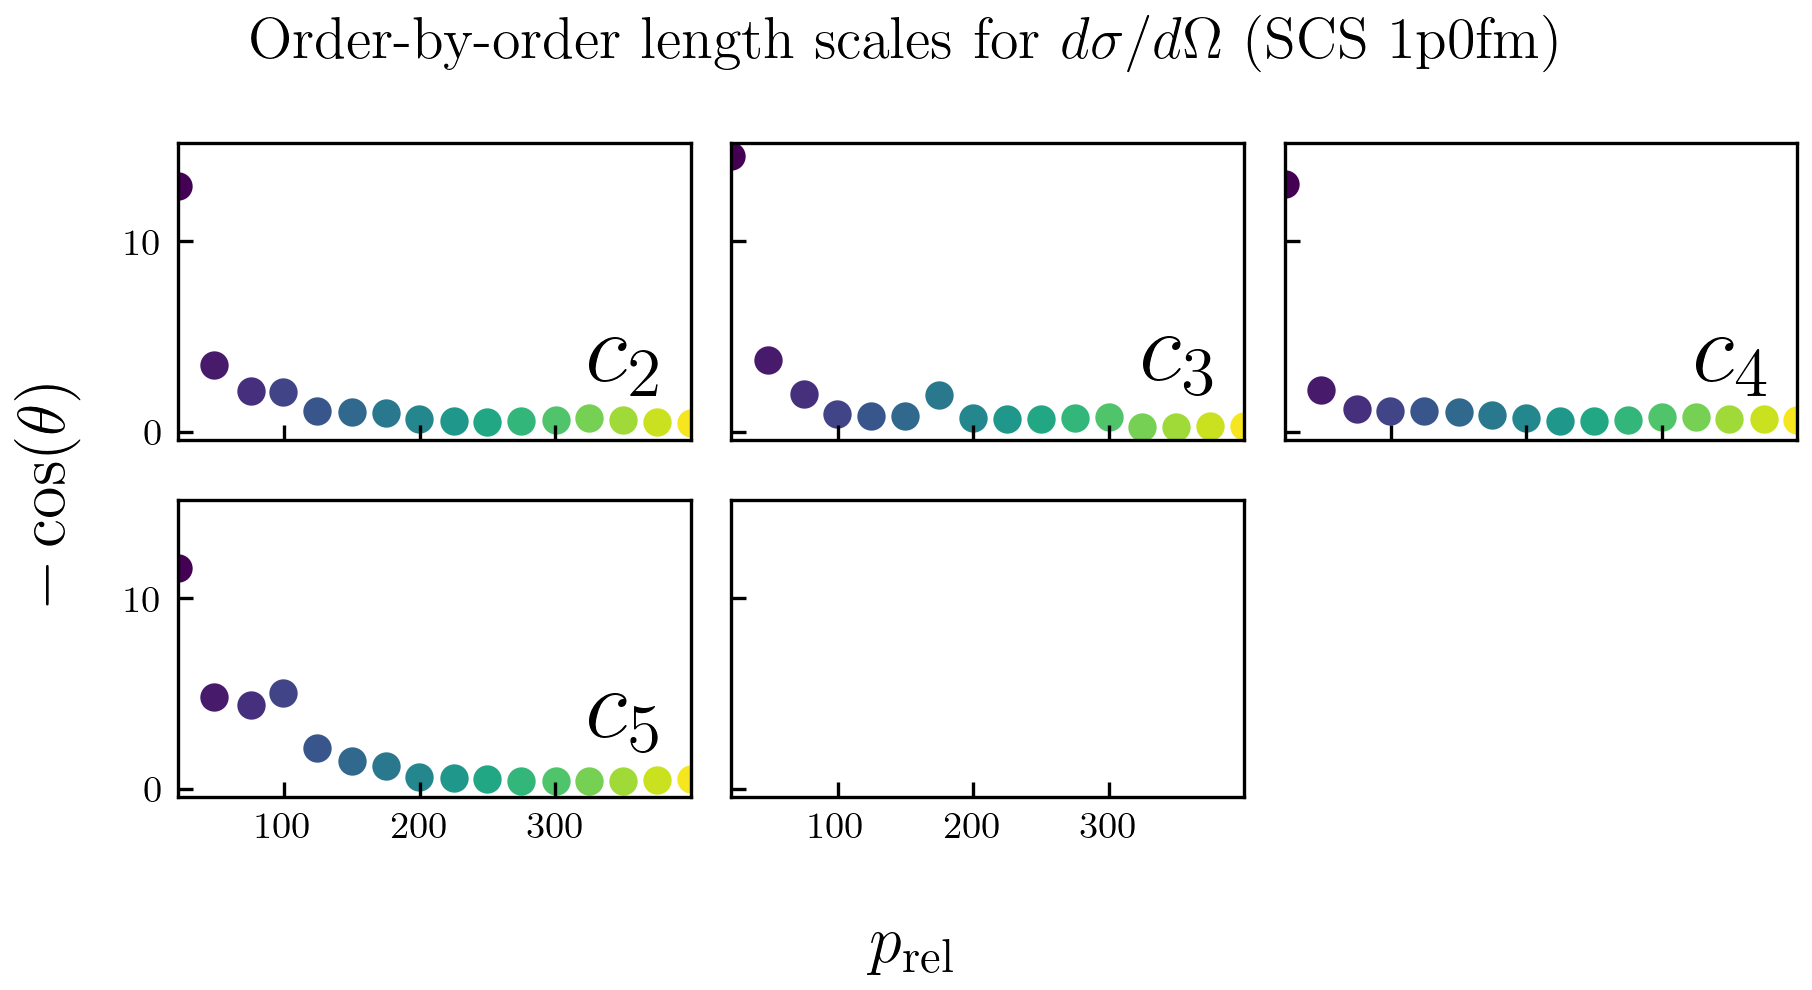 Order-by-order length scales for dσ/dΩ (SCS 1p0fm)
10
0
c₂
c₃
c₄
− cos(θ)
10
0
c₅
100 200 300
100 200 300
p_rel